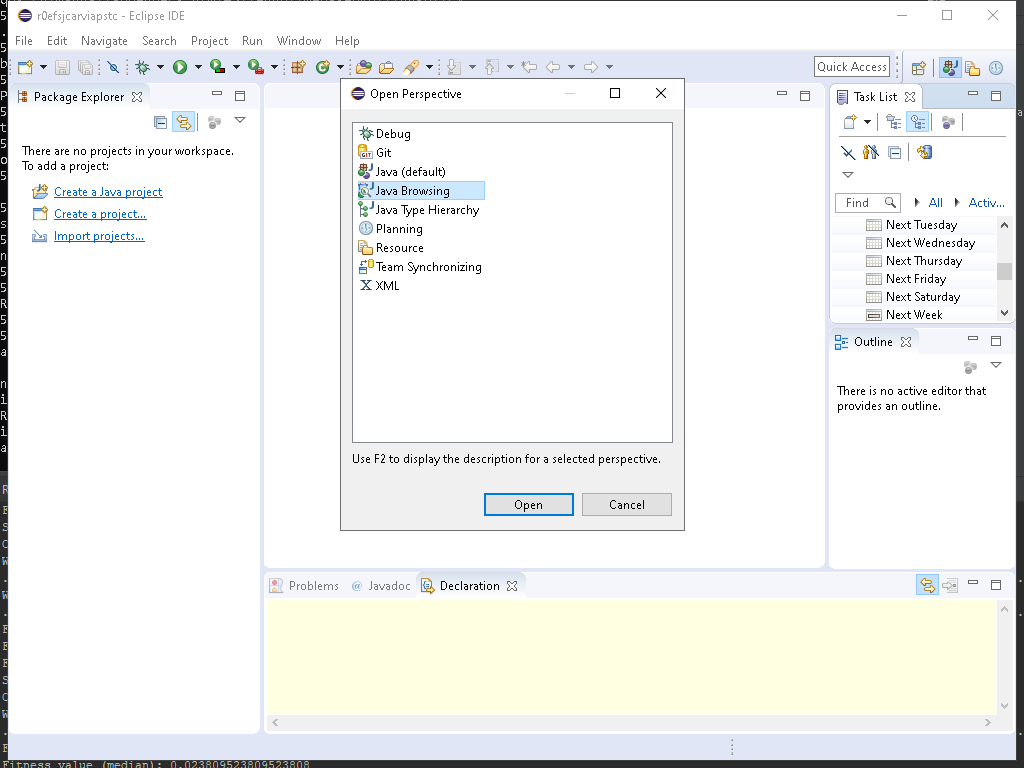 r0efsjcarviapstc - Eclipse IDE
File Edit Navigate Search Project Run Window Help
Quick Access
Package Explorer
There are no projects in your workspace.
To add a project:
Create a Java project
Create a project...
Import projects...
Open Perspective
Debug
Git
Java (default)
Java Browsing
Java Type Hierarchy
Planning
Resource
Team Synchronizing
XML
Use F2 to display the description for a selected perspective.
Open Cancel
Task List
Find All Activ...
Next Tuesday
Next Wednesday
Next Thursday
Next Friday
Next Saturday
Next Week
Outline
There is no active editor that
provides an outline.
Problems @ Javadoc Declaration
Fitness value (median): 0.023809523809523808